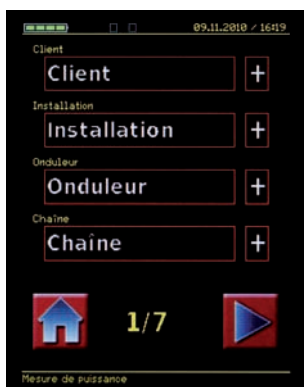 09.11.2010 / 16:19
Client
Client +
Installation
Installation +
Onduleur
Onduleur +
Chaîne
Chaîne +
1/7
Mesure de puissance